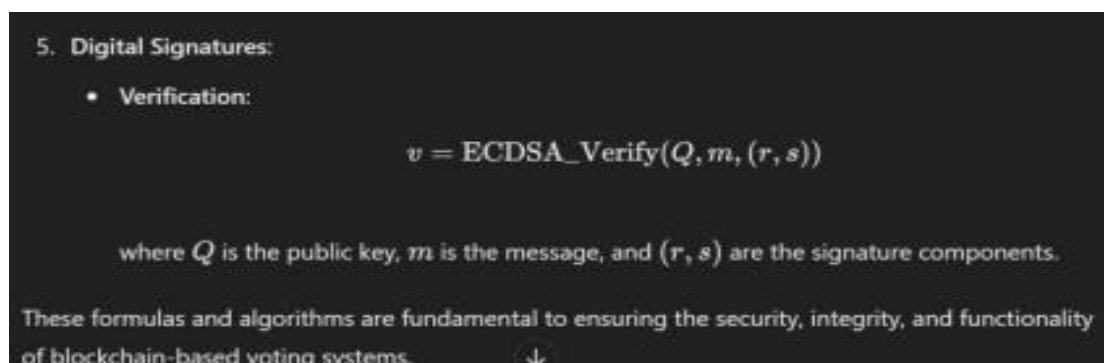 5. Digital Signatures:
• Verification:
v = ECDSA_Verify(Q, m, (r, s))
where Q is the public key, m is the message, and (r, s) are the signature components.
These formulas and algorithms are fundamental to ensuring the security, integrity, and functionality
of blockchain-based voting systems.